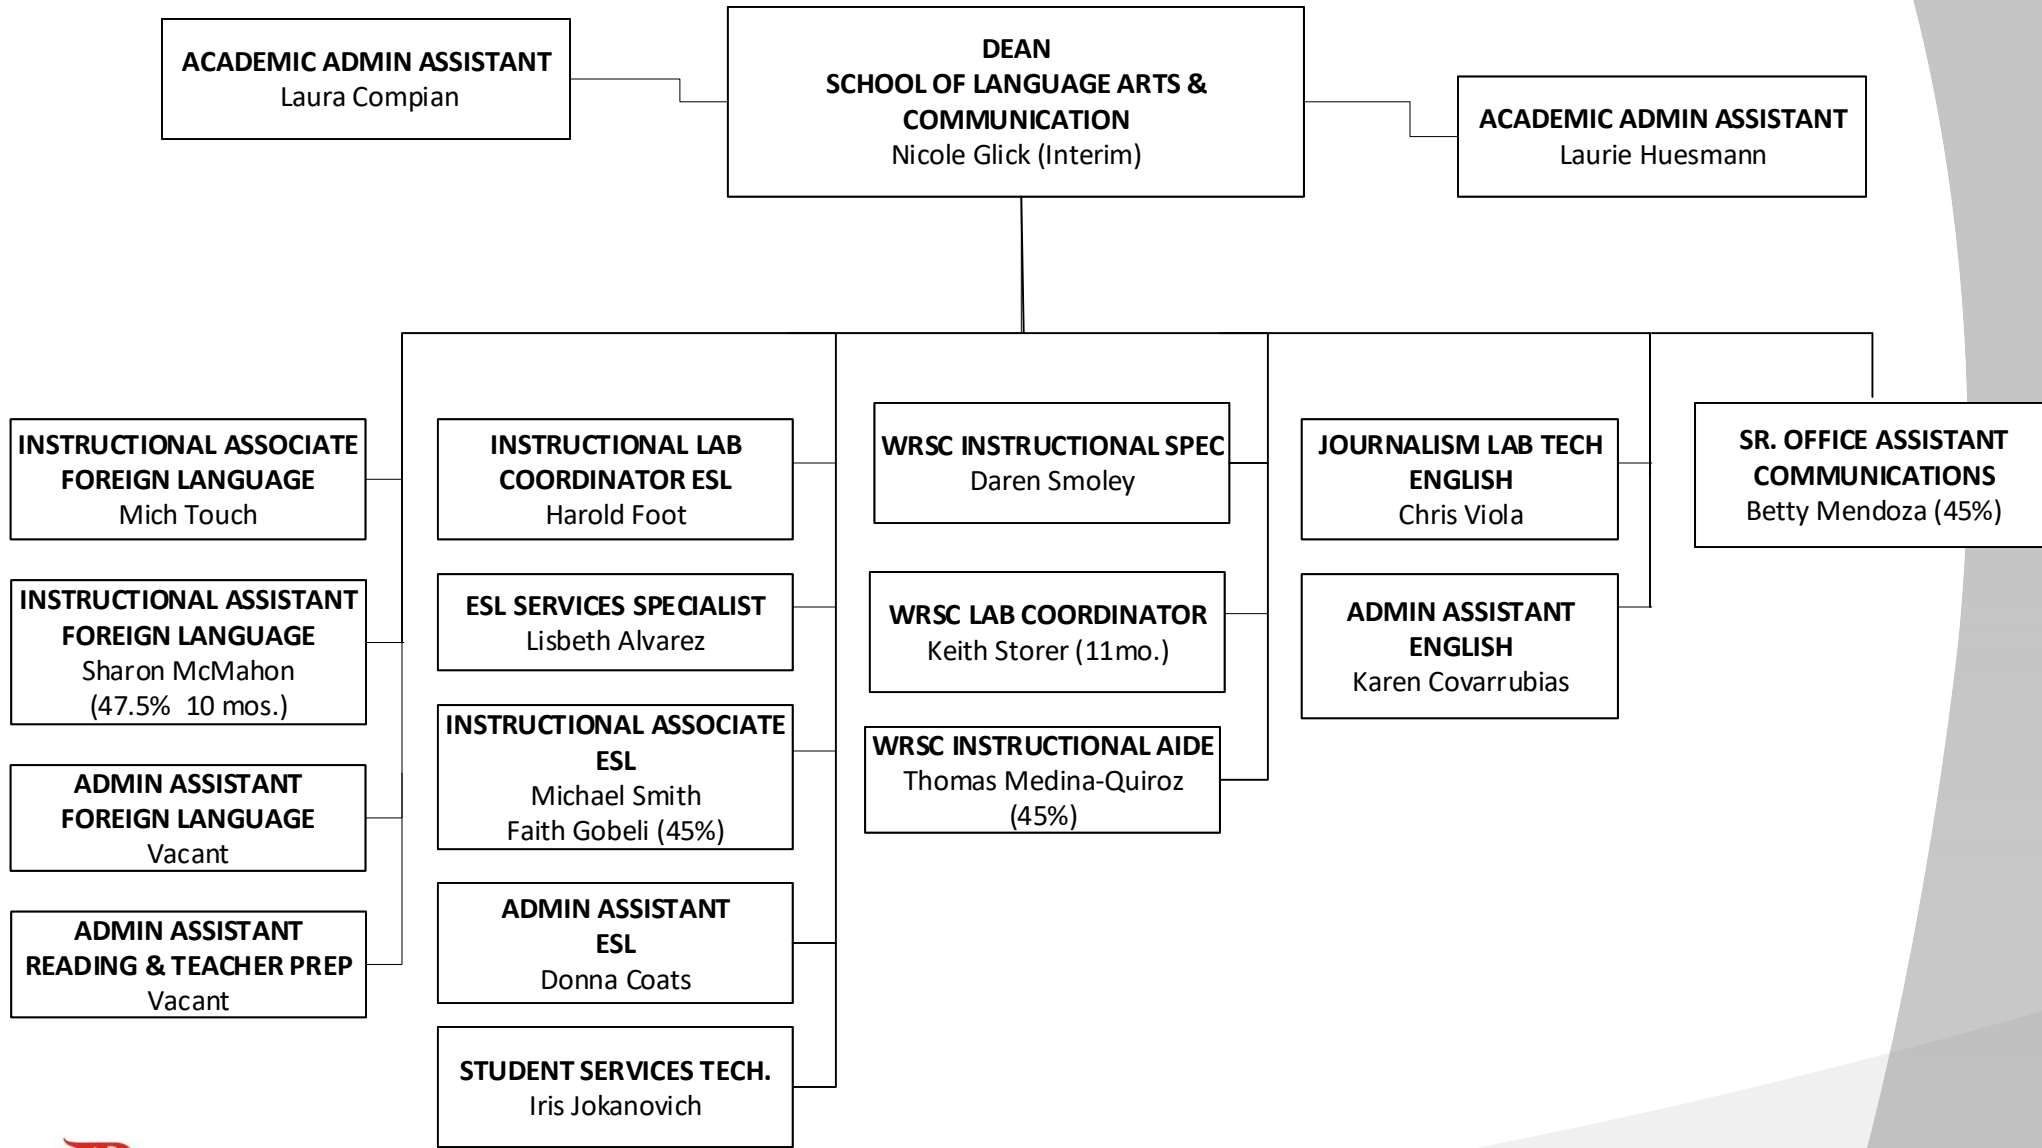 ACADEMIC ADMIN ASSISTANT
Laura Compian
DEAN
SCHOOL OF LANGUAGE ARTS &
COMMUNICATION
Nicole Glick (Interim)
ACADEMIC ADMIN ASSISTANT
Laurie Huesmann
INSTRUCTIONAL ASSOCIATE
FOREIGN LANGUAGE
Mich Touch
INSTRUCTIONAL ASSISTANT
FOREIGN LANGUAGE
Sharon McMahon
(47.5% 10 mos.)
ADMIN ASSISTANT
FOREIGN LANGUAGE
Vacant
ADMIN ASSISTANT
READING & TEACHER PREP
Vacant
INSTRUCTIONAL LAB
COORDINATOR ESL
Harold Foot
ESL SERVICES SPECIALIST
Lisbeth Alvarez
INSTRUCTIONAL ASSOCIATE
ESL
Michael Smith
Faith Gobeli (45%)
ADMIN ASSISTANT
ESL
Donna Coats
STUDENT SERVICES TECH.
Iris Jokanovich
WRSC INSTRUCTIONAL SPEC
Daren Smoley
WRSC LAB COORDINATOR
Keith Storer (11mo.)
WRSC INSTRUCTIONAL AIDE
Thomas Medina-Quiroz
(45%)
JOURNALISM LAB TECH
ENGLISH
Chris Viola
ADMIN ASSISTANT
ENGLISH
Karen Covarrubias
SR. OFFICE ASSISTANT
COMMUNICATIONS
Betty Mendoza (45%)